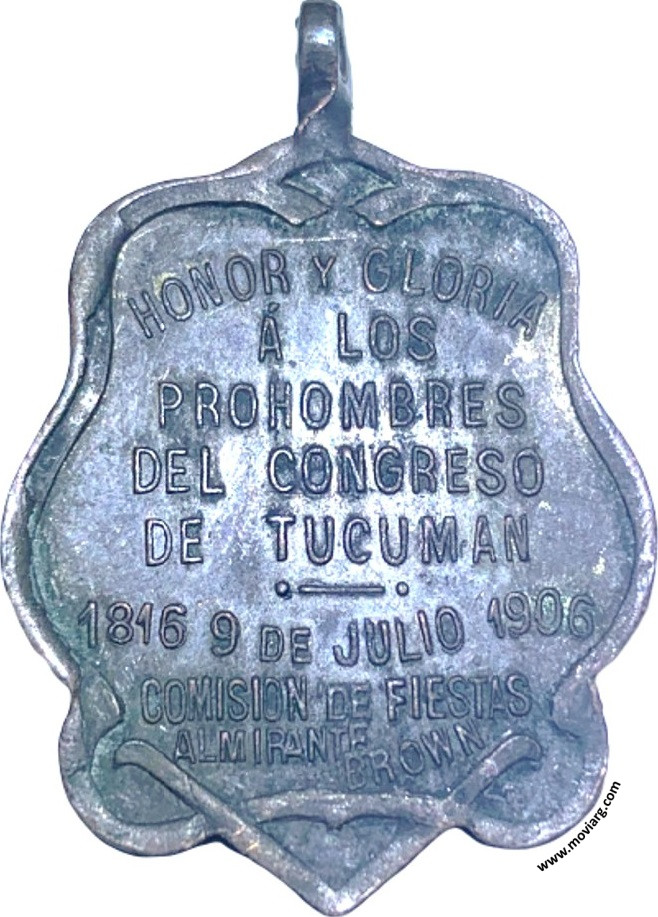 HONOR Y GLORIA
Á LOS
PROHOMBRES
DEL CONGRESO
DE TUCUMAN
1816 9 DE JULIO 1906
COMISION DE FIESTAS
ALMIRANTE BROWN
www.moviarg.com